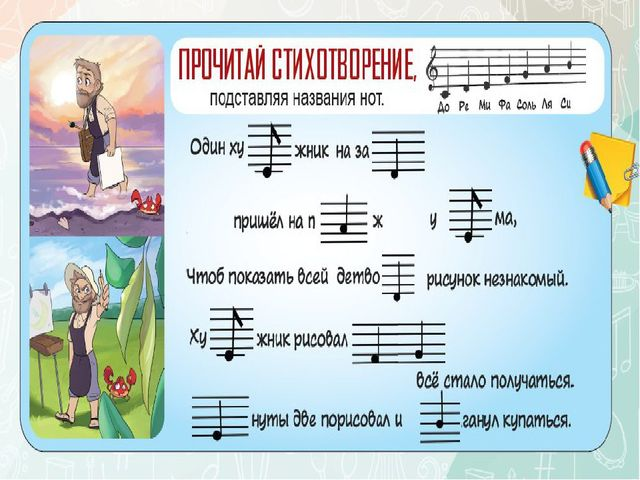 ПРОЧИТАЙ СТИХОТВОРЕНИЕ,
подставляя названия нот.
До Ре Ми Фа Соль Ля Си
Один ху жник на за
пришёл на п ж у ма,
Чтоб показать всей детво рисунок незнакомый.
Ху жник рисовал
всё стало получаться.
нуты две порисовал и ганул купаться.